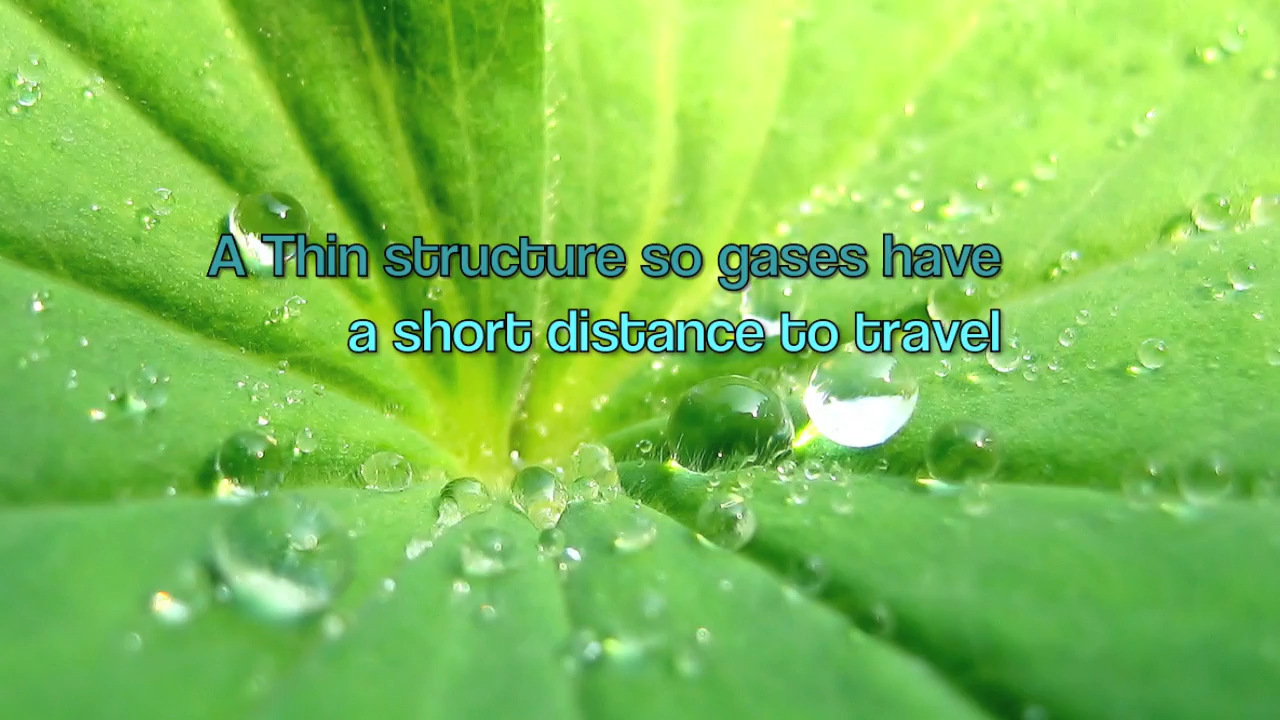 A Thin structure so gases have
a short distance to travel